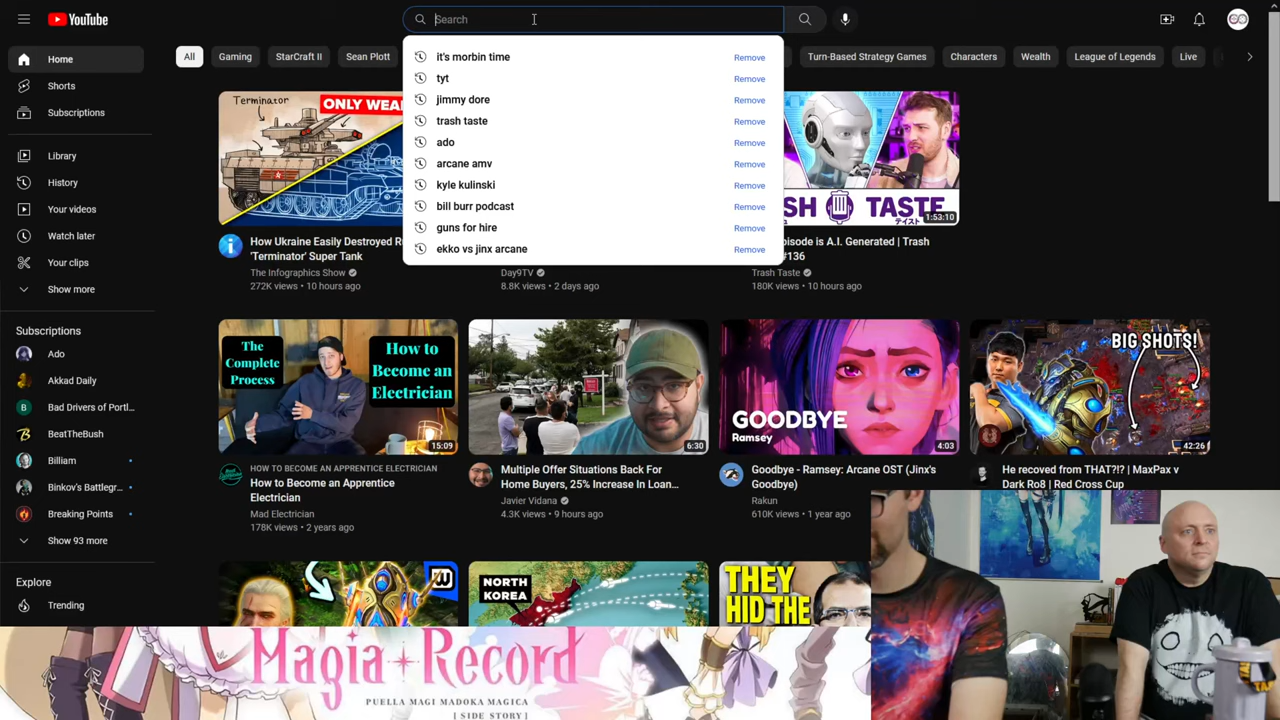 YouTube
Search
All
Gaming
StarCraft II
Sean Plott
Turn-Based Strategy Games
Characters
Wealth
League of Legends
Live
it's morbin time
Remove
tyt
Remove
jimmy dore
Remove
trash taste
Remove
ado
Remove
arcane amv
Remove
kyle kulinski
Remove
bill burr podcast
Remove
guns for hire
Remove
ekko vs jinx arcane
Remove
Home
Shorts
Subscriptions
Library
History
Your videos
Watch later
Your clips
Show more
Subscriptions
Ado
Akkad Daily
Bad Drivers of Portl...
BeatTheBush
Billiam
Binkov's Battlegr...
Breaking Points
Show 93 more
Explore
Trending
Terminator
ONLY WEA
How Ukraine Easily Destroyed Ru
'Terminator' Super Tank
The Infographics Show
272K views • 10 hours ago
Day9TV
8.8K views • 2 days ago
SH TASTE
テイスト
1:53:10
pisode is A.I. Generated | Trash
#136
Trash Taste
180K views • 10 hours ago
The
Complete
Process
How to
Become an
Electrician
15:09
HOW TO BECOME AN APPRENTICE ELECTRICIAN
How to Become an Apprentice
Electrician
Mad Electrician
178K views • 2 years ago
6:30
Multiple Offer Situations Back For
Home Buyers, 25% Increase In Loan...
Javier Vidana
4.3K views • 9 hours ago
GOODBYE
Ramsey
4:03
Goodbye - Ramsey: Arcane OST (Jinx's
Goodbye)
Rakun
610K views • 1 year ago
BIG SHOTS!
42:26
He recoved from THAT?!? | MaxPax v
Dark Ro8 | Red Cross Cup
NORTH
KOREA
THEY
HID THE
Magia Record
PUELLA MAGI MADOKA MAGICA
[ SIDE STORY ]